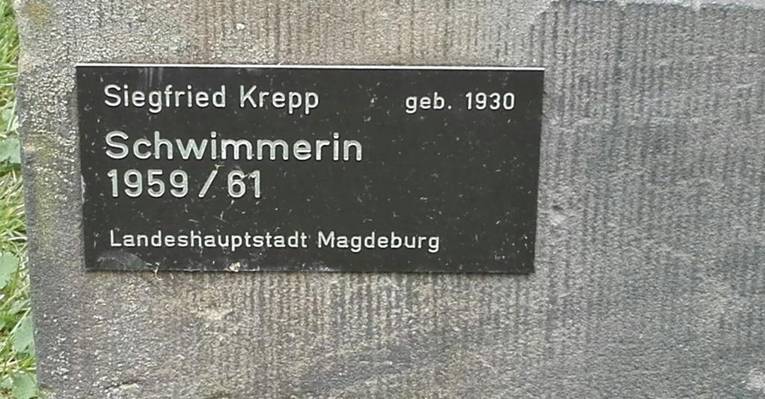 Siegfried Krepp geb. 1930
Schwimmerin
1959/61
Landeshauptstadt Magdeburg